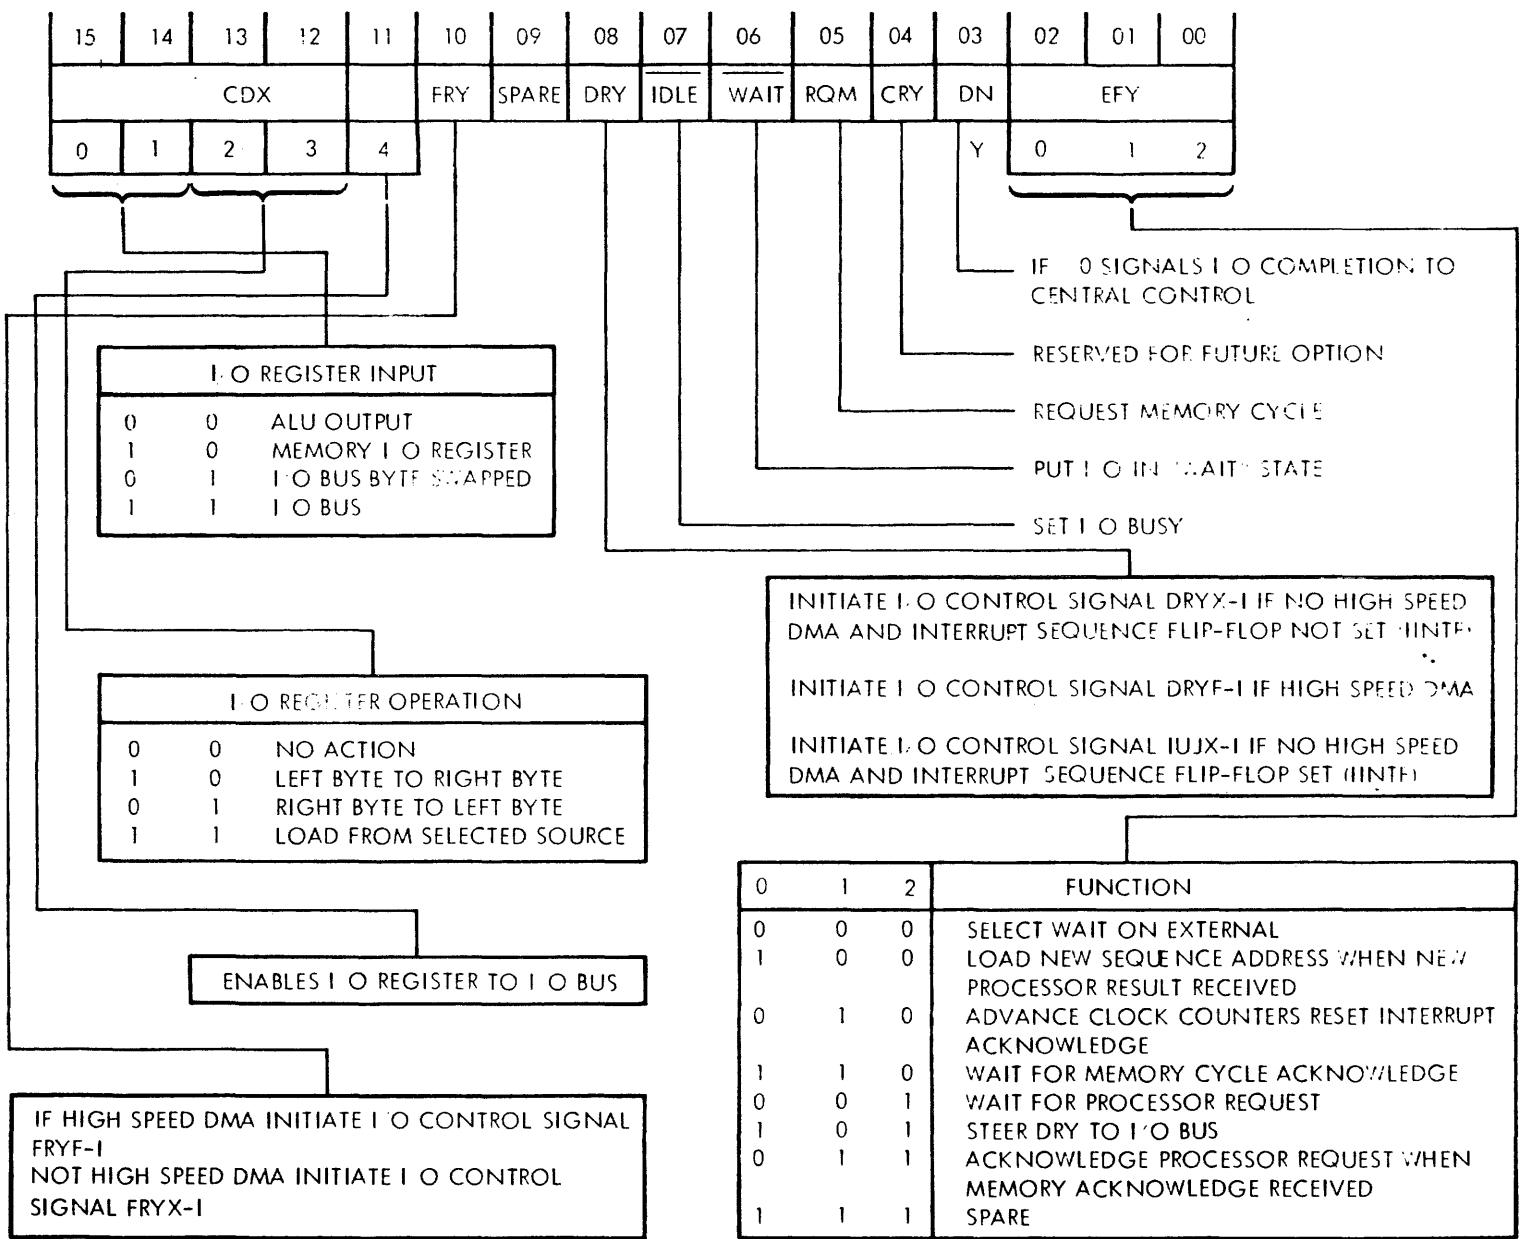 15 14 13 12 11 10 09 08 07 06 05 04 03 02 01 00
CDX FRY SPARE DRY IDLE WAIT RQM CRY DN EFY
0 1 2 3 4 Y 0 1 2
IF 0 SIGNALS I O COMPLETION TO
CENTRAL CONTROL
RESERVED FOR FUTURE OPTION
REQUEST MEMORY CYCLE
PUT I O IN "WAIT" STATE
SET I O BUSY
I/O REGISTER INPUT
0 0 ALU OUTPUT
1 0 MEMORY I O REGISTER
0 1 I/O BUS BYTE SWAPPED
1 1 I O BUS
I/O REGISTER OPERATION
0 0 NO ACTION
1 0 LEFT BYTE TO RIGHT BYTE
0 1 RIGHT BYTE TO LEFT BYTE
1 1 LOAD FROM SELECTED SOURCE
ENABLES I O REGISTER TO I O BUS
IF HIGH SPEED DMA INITIATE I/O CONTROL SIGNAL
FRYF-I
NOT HIGH SPEED DMA INITIATE I O CONTROL
SIGNAL FRYX-I
INITIATE I/O CONTROL SIGNAL DRYX-I IF NO HIGH SPEED
DMA AND INTERRUPT SEQUENCE FLIP-FLOP NOT SET (IINTF)
INITIATE I O CONTROL SIGNAL DRYF-I IF HIGH SPEED DMA
INITIATE I/O CONTROL SIGNAL IUJX-I IF NO HIGH SPEED
DMA AND INTERRUPT SEQUENCE FLIP-FLOP SET (IINTF)
0 1 2 FUNCTION
0 0 0 SELECT WAIT ON EXTERNAL
1 0 0 LOAD NEW SEQUENCE ADDRESS WHEN NEW
PROCESSOR RESULT RECEIVED
0 1 0 ADVANCE CLOCK COUNTERS RESET INTERRUPT
ACKNOWLEDGE
1 1 0 WAIT FOR MEMORY CYCLE ACKNOWLEDGE
0 0 1 WAIT FOR PROCESSOR REQUEST
1 0 1 STEER DRY TO I/O BUS
0 1 1 ACKNOWLEDGE PROCESSOR REQUEST WHEN
MEMORY ACKNOWLEDGE RECEIVED
1 1 1 SPARE